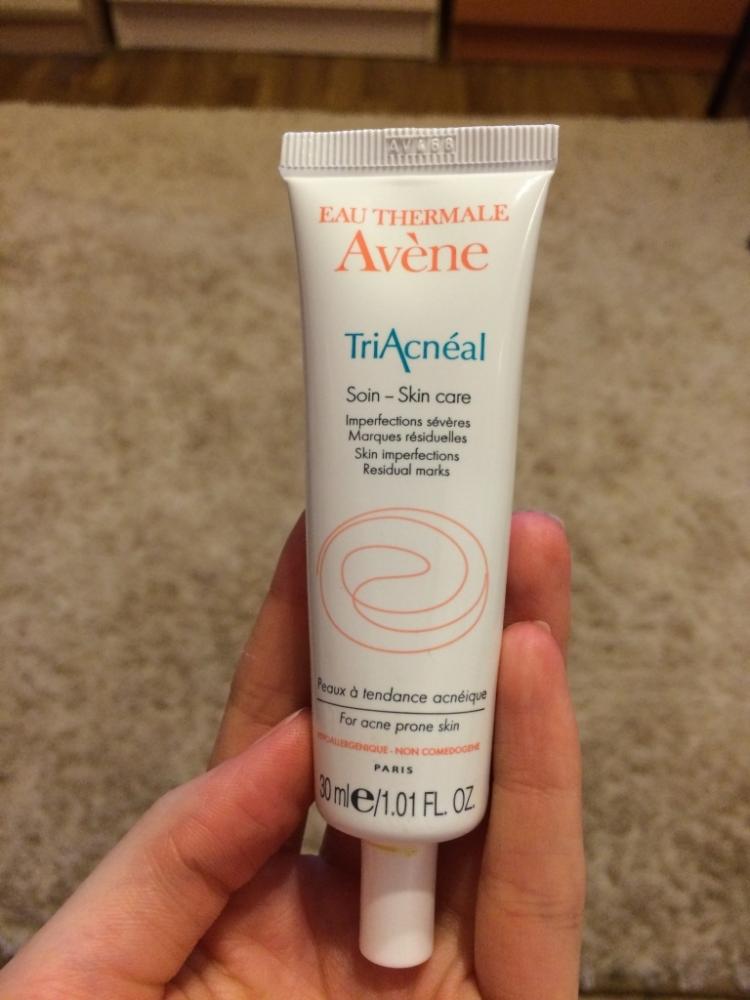 AVA66
EAU THERMALE
Avène
TriAcnéal
Soin – Skin care
Imperfections sévères
Marques résiduelles
Skin imperfections
Residual marks
Peaux à tendance acnéique
For acne prone skin
HYPOALLERGENIQUE - NON COMEDOGENE
PARIS
30 ml e/1.01 FL. OZ.